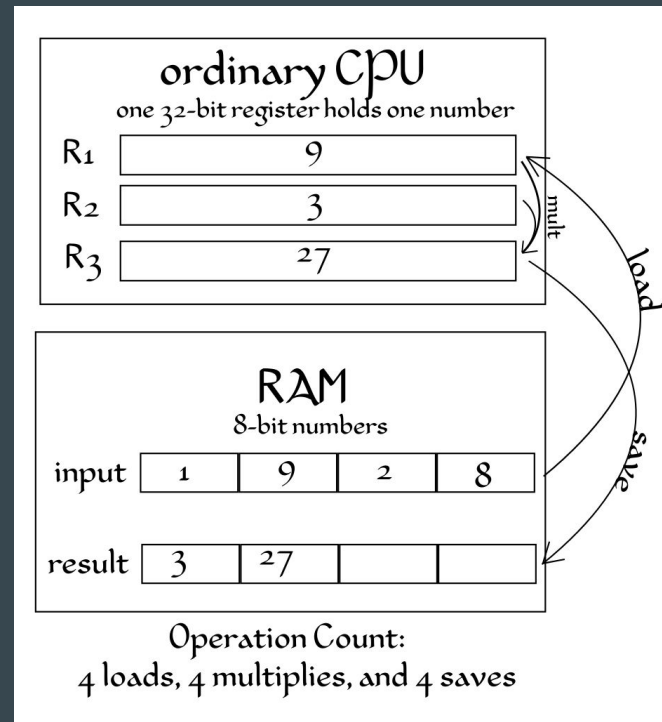 ordinary CPU
one 32-bit register holds one number
R1 9
R2 3
R3 27
mult
load
RAM
8-bit numbers
save
input 1 9 2 8
result 3 27
Operation Count:
4 loads, 4 multiplies, and 4 saves